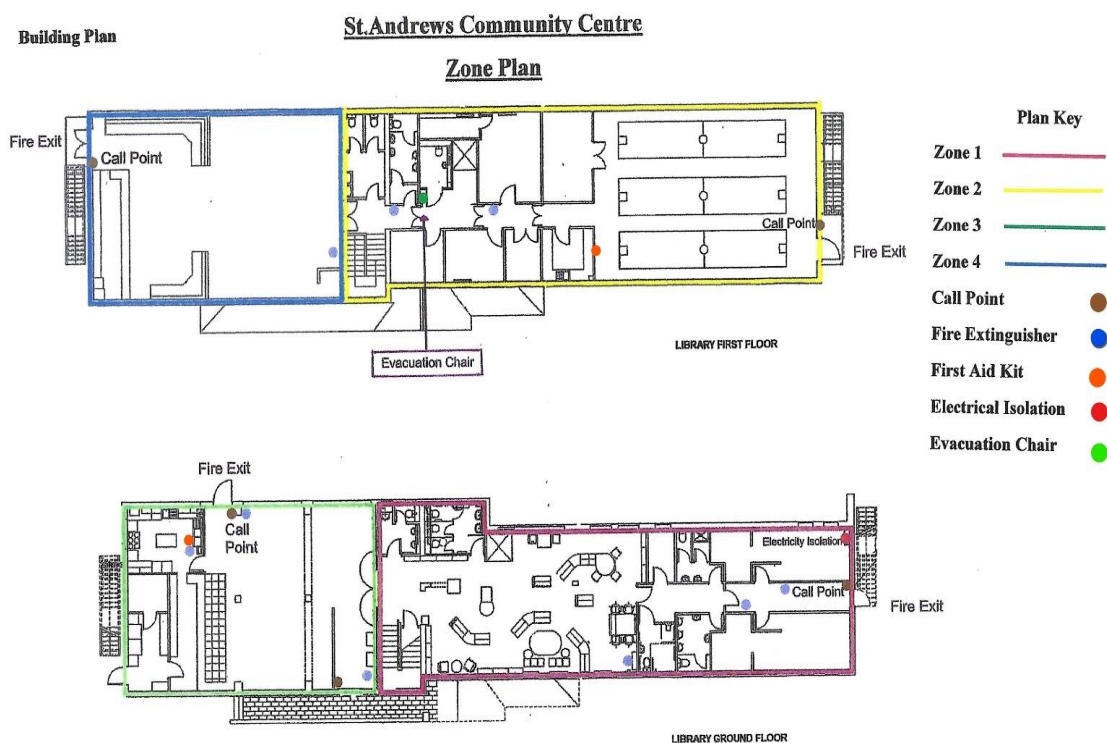 St.Andrews Community Centre
Building Plan
Zone Plan
Plan Key
Zone 1
Zone 2
Zone 3
Zone 4
Call Point
Fire Extinguisher
First Aid Kit
Electrical Isolation
Evacuation Chair
Fire Exit
Call Point
Call Point
Fire Exit
LIBRARY FIRST FLOOR
Evacuation Chair
Fire Exit
Call
Point
Electricity Isolation
Call Point
Fire Exit
LIBRARY GROUND FLOOR